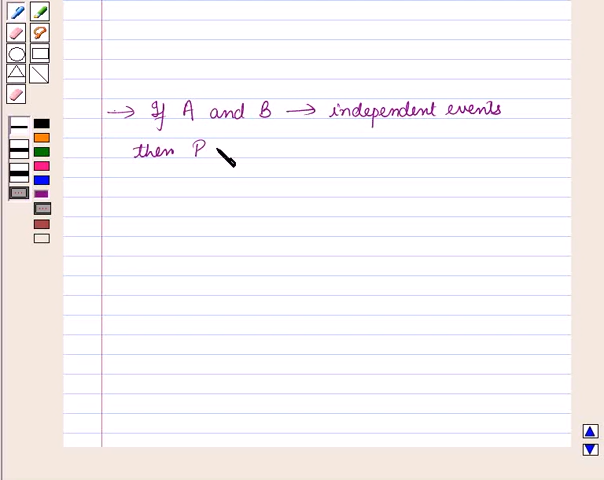 → If A and B → independent events
then P